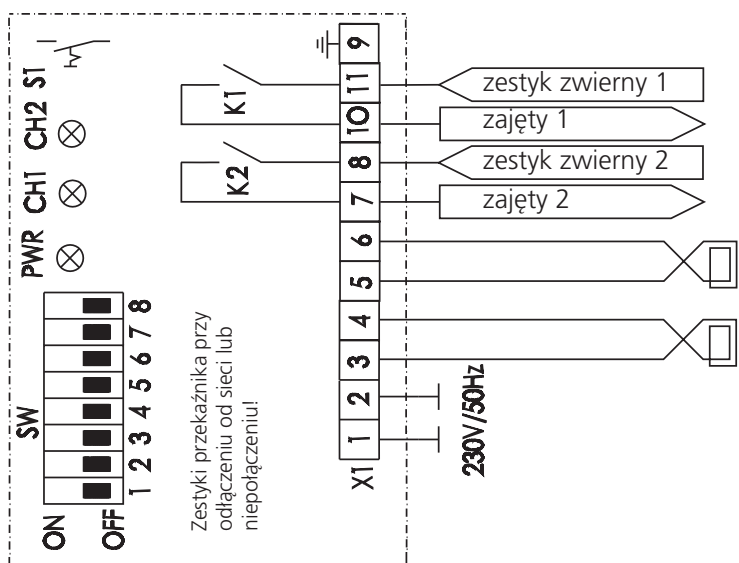 S1
CH2
CH1
PWR
SW
ON
OFF
1 2 3 4 5 6 7 8
Zestyki przekaźnika przy
odłączeniu od sieci lub
niepołączeniu!
K1
K2
X1
9
11
10
8
7
6
5
4
3
2
1
zestyk zwierny 1
zajęty 1
zestyk zwierny 2
zajęty 2
230V/50Hz